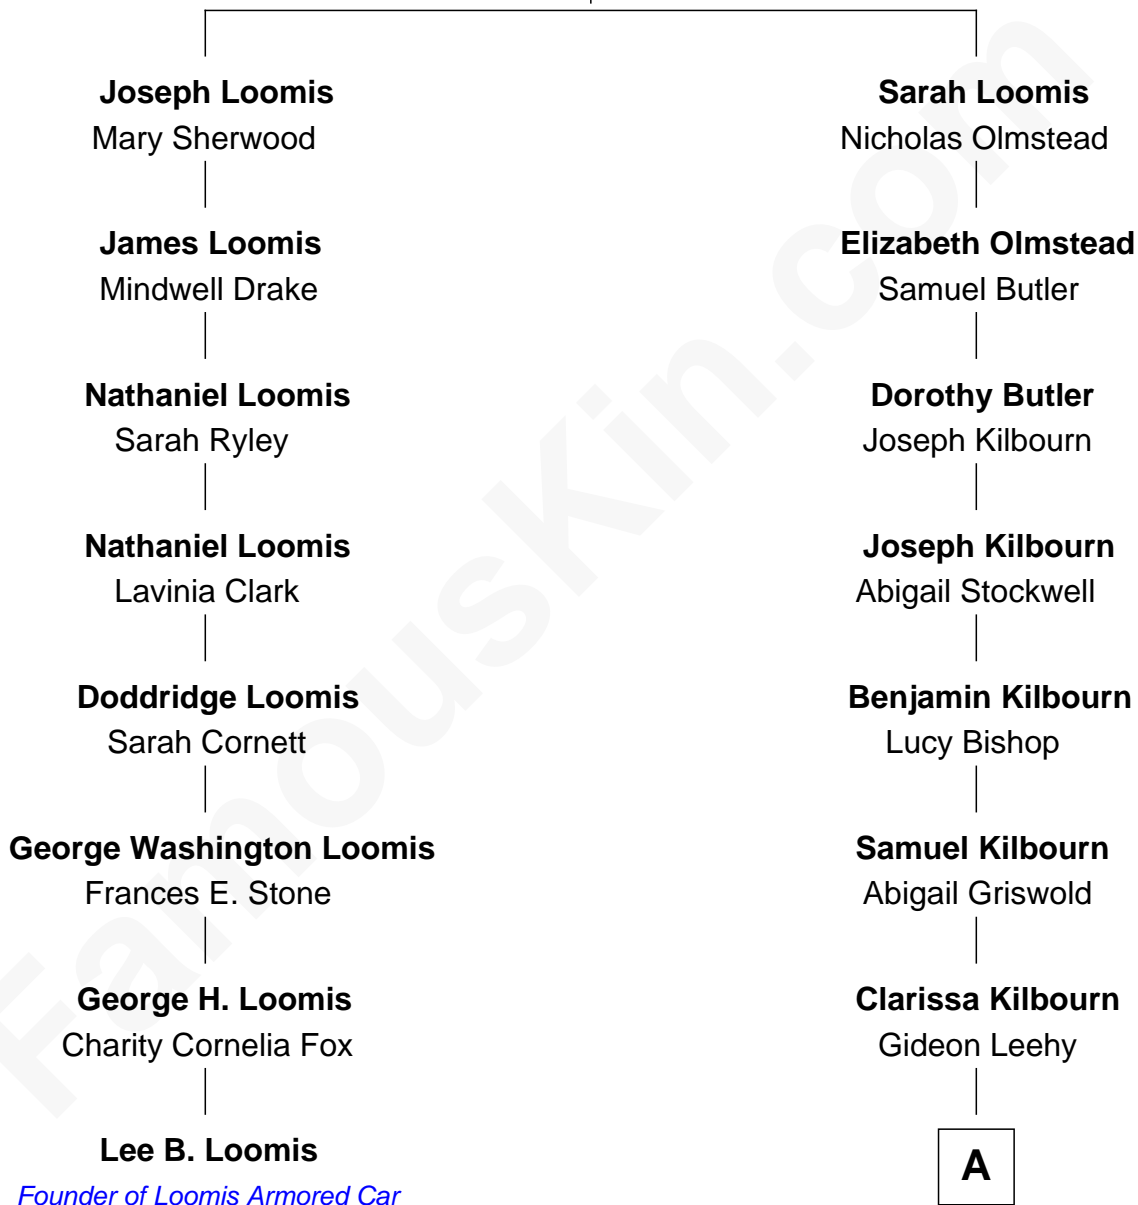 Joseph Loomis
Mary Sherwood
James Loomis
Mindwell Drake
Nathaniel Loomis
Sarah Ryley
Nathaniel Loomis
Lavinia Clark
Doddridge Loomis
Sarah Cornett
George Washington Loomis
Frances E. Stone
George H. Loomis
Charity Cornelia Fox
Lee B. Loomis
Founder of Loomis Armored Car
Sarah Loomis
Nicholas Olmstead
Elizabeth Olmstead
Samuel Butler
Dorothy Butler
Joseph Kilbourn
Joseph Kilbourn
Abigail Stockwell
Benjamin Kilbourn
Lucy Bishop
Samuel Kilbourn
Abigail Griswold
Clarissa Kilbourn
Gideon Leehy
A
FamousKin.com